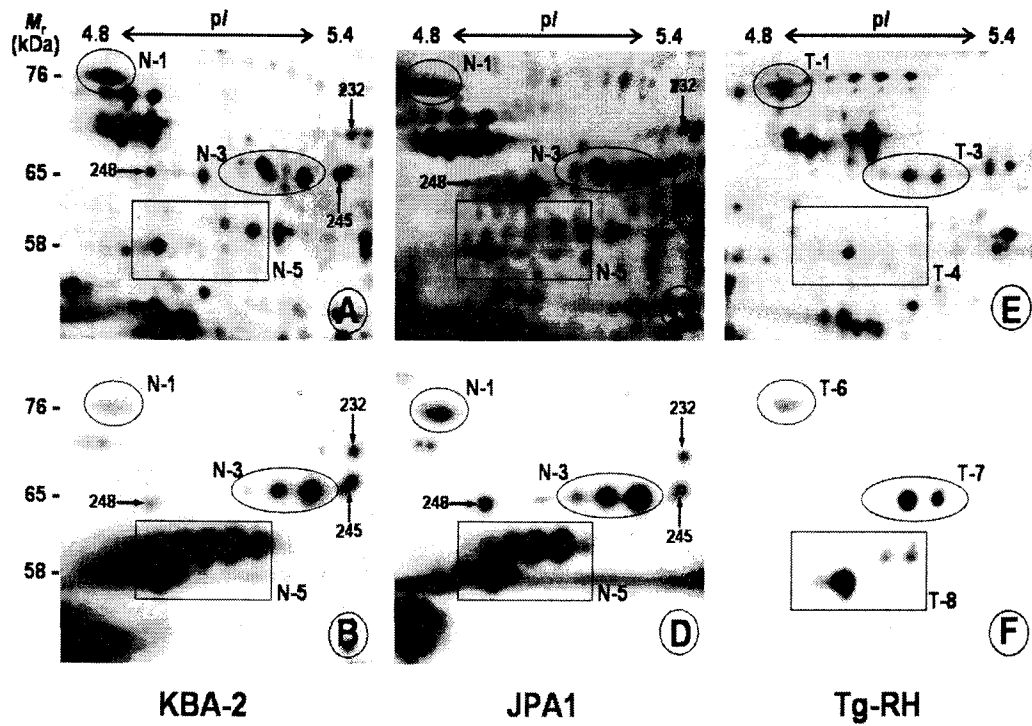 Mr (kDa) 4.8 pI 5.4 4.8 pI 5.4 4.8 pI 5.4
76 - N-1 N-1 T-1
232 232
N-3 N-3 T-3
65 - 248 248
245
58 -
N-5 N-5 T-4
A E
76 - N-1 N-1 T-6
232 232
N-3 N-3 T-7
65 - 248 248
245 245
58 -
N-5 N-5 T-8
B D F
KBA-2 JPA1 Tg-RH